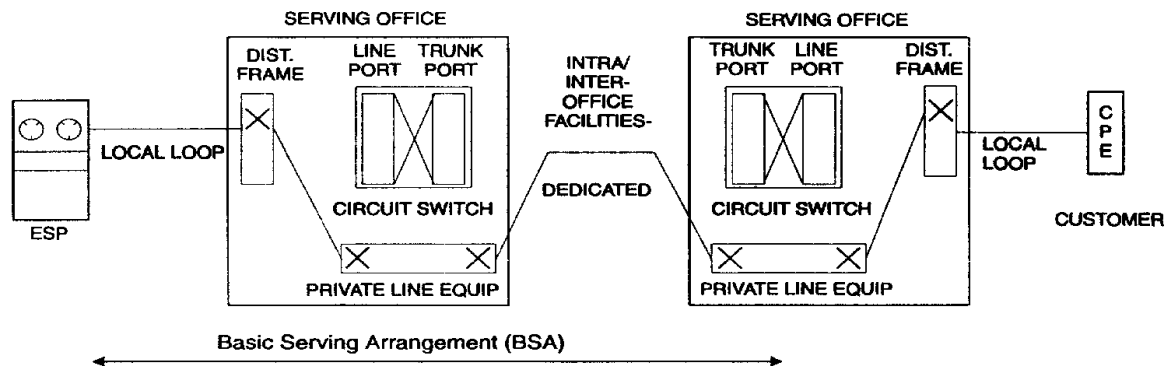 SERVING OFFICE
DIST.
FRAME
LINE
PORT
TRUNK
PORT
CIRCUIT SWITCH
PRIVATE LINE EQUIP
LOCAL LOOP
ESP
INTRA/
INTER-
OFFICE
FACILITIES-
DEDICATED
SERVING OFFICE
TRUNK
PORT
LINE
PORT
DIST.
FRAME
CIRCUIT SWITCH
PRIVATE LINE EQUIP
LOCAL
LOOP
C
P
E
CUSTOMER
Basic Serving Arrangement (BSA)